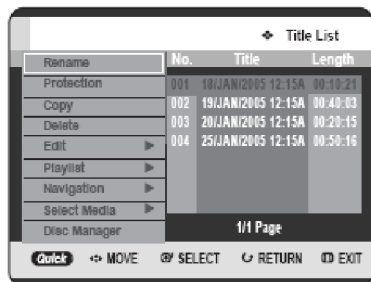 ❖ Title List
No. Title Length
Rename
Protection
Copy
Delete
Edit ►
Playlist ►
Navigation ►
Select Media ►
Disc Manager
001 18/JAN/2005 12:15A 00:10:21
002 19/JAN/2005 12:15A 00:40:03
003 20/JAN/2005 12:15A 00:20:15
004 25/JAN/2005 12:15A 00:50:16
1/1 Page
Quick MOVE SELECT RETURN EXIT